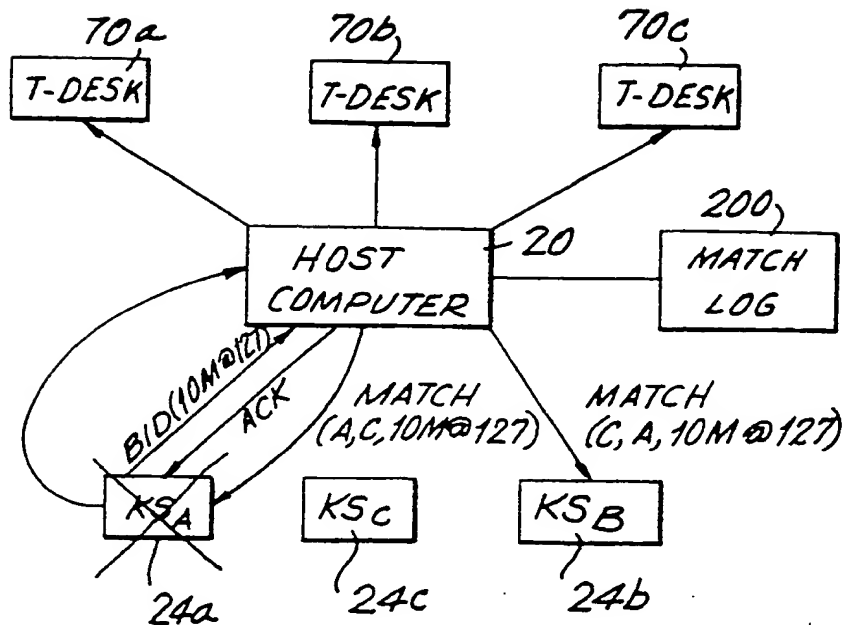 70a
70b
70c
T-DESK
T-DESK
T-DESK
200
20
HOST
COMPUTER
MATCH
LOG
BID(10M@127)
ACK
MATCH
(A,C,10M@127)
MATCH
(C,A,10M@127)
KSA
KSC
KSB
24a
24c
24b